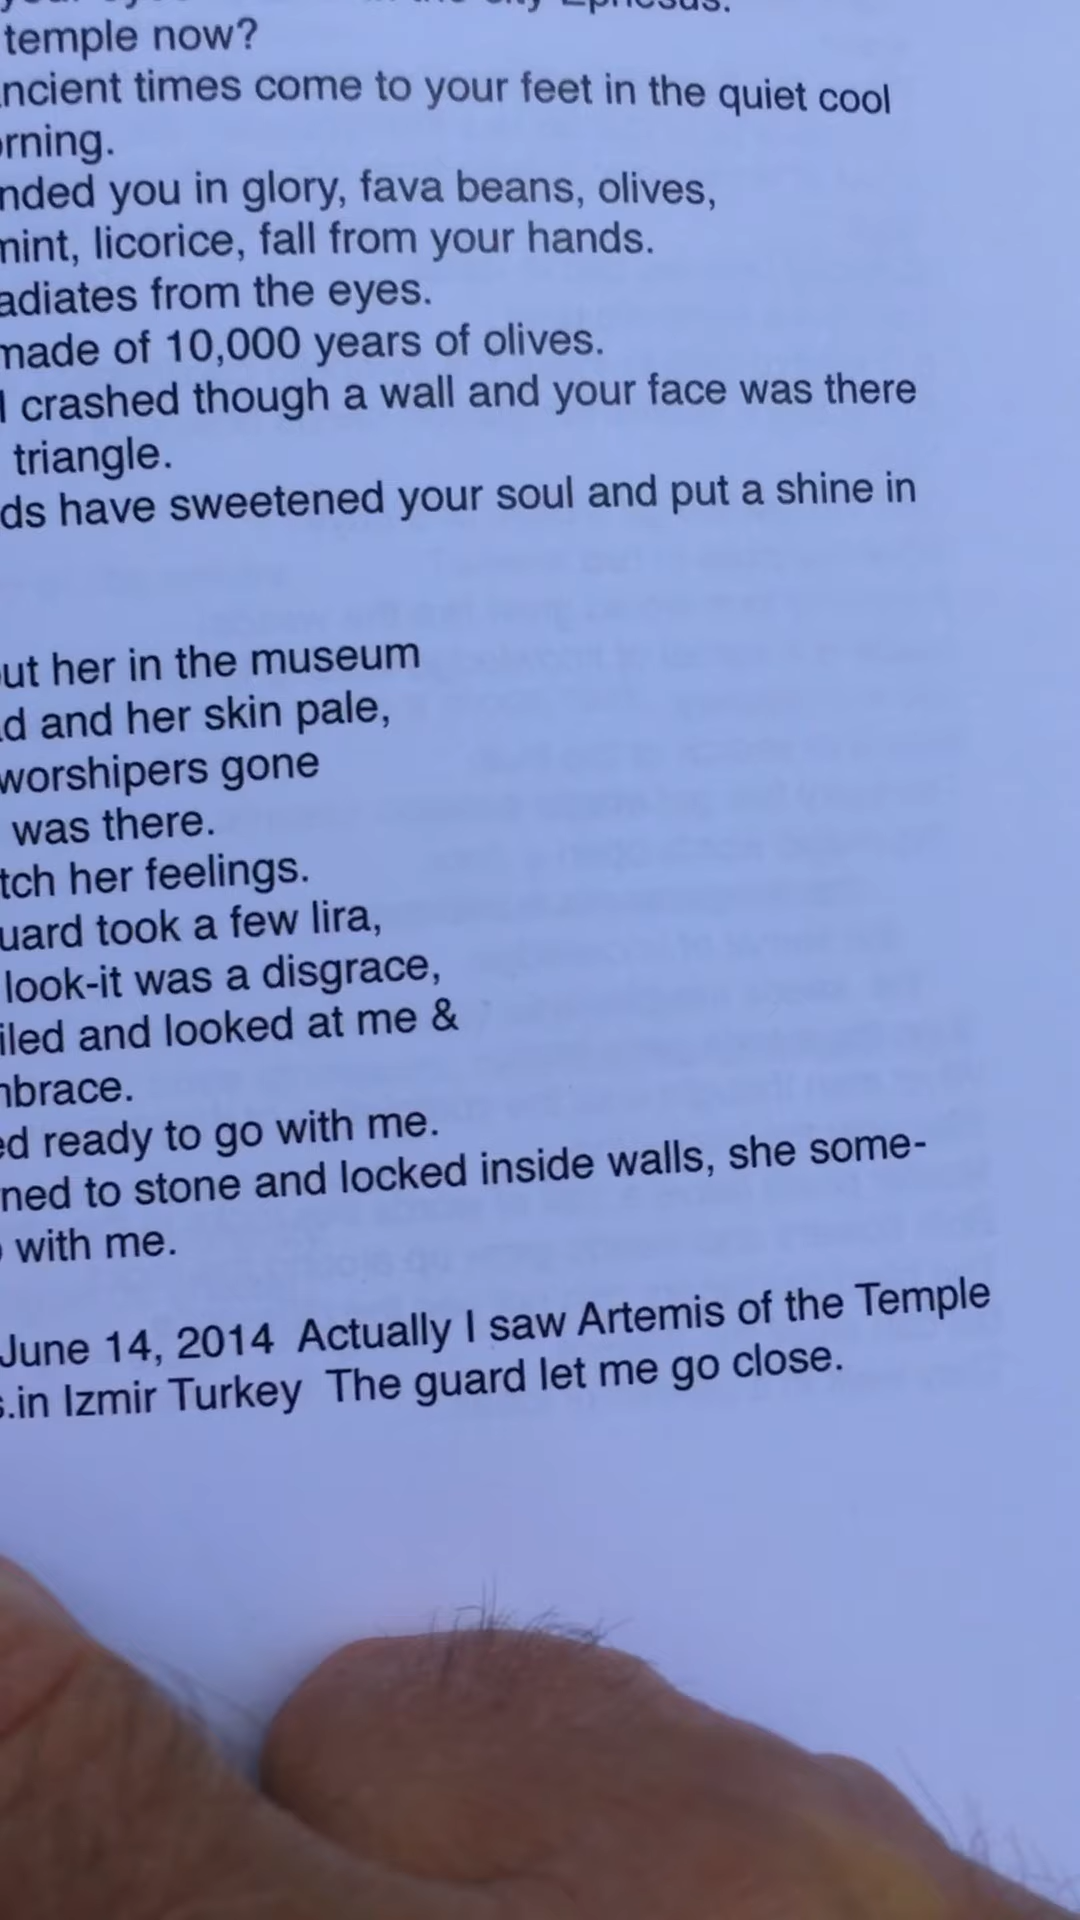 temple now?
ncient times come to your feet in the quiet cool
orning.
nded you in glory, fava beans, olives,
mint, licorice, fall from your hands.
adiates from the eyes.
made of 10,000 years of olives.
I crashed though a wall and your face was there
triangle.
ds have sweetened your soul and put a shine in
ut her in the museum
d and her skin pale,
worshipers gone
was there.
tch her feelings.
uard took a few lira,
look-it was a disgrace,
iled and looked at me &
mbrace.
ed ready to go with me.
ned to stone and locked inside walls, she some-
with me.
June 14, 2014 Actually I saw Artemis of the Temple
s.in Izmir Turkey The guard let me go close.